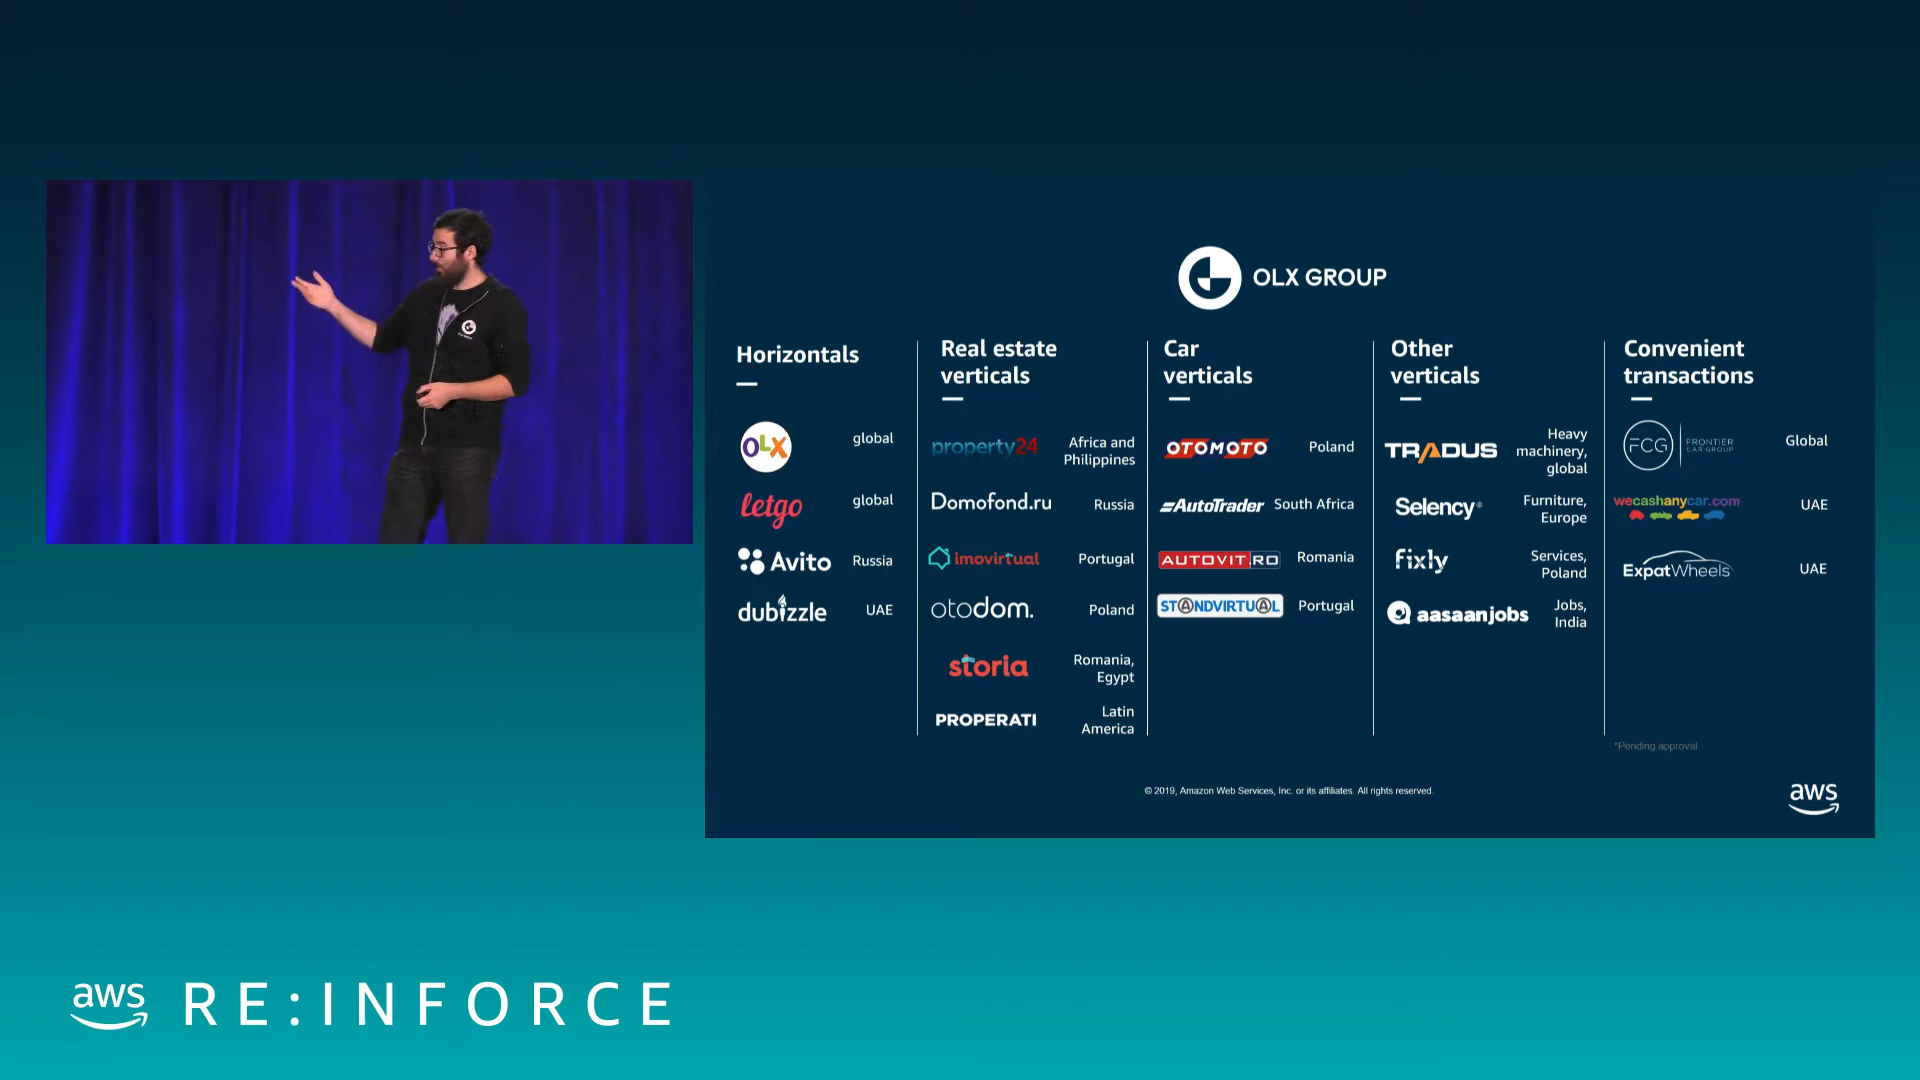 OLX GROUP
Horizontals
OLX
global
letgo
global
Avito
Russia
dubizzle
UAE
Real estate
verticals
property24
Africa and
Philippines
Domofond.ru
Russia
imovirtual
Portugal
otodom.
Poland
storia
Romania,
Egypt
PROPERATI
Latin
America
Car
verticals
OTOMOTO
Poland
AutoTrader
South Africa
AUTOVIT.RO
Romania
STANDVIRTUAL
Portugal
Other
verticals
TRADUS
Heavy
machinery,
global
Selency
Furniture,
Europe
fixly
Services,
Poland
aasaanjobs
Jobs,
India
Convenient
transactions
FCG
FRONTIER
CAR GROUP
Global
wecashanycar.com
UAE
ExpatWheels
UAE
*Pending approval
© 2019, Amazon Web Services, Inc. or its affiliates. All rights reserved.
aws
aws RE:INFORCE